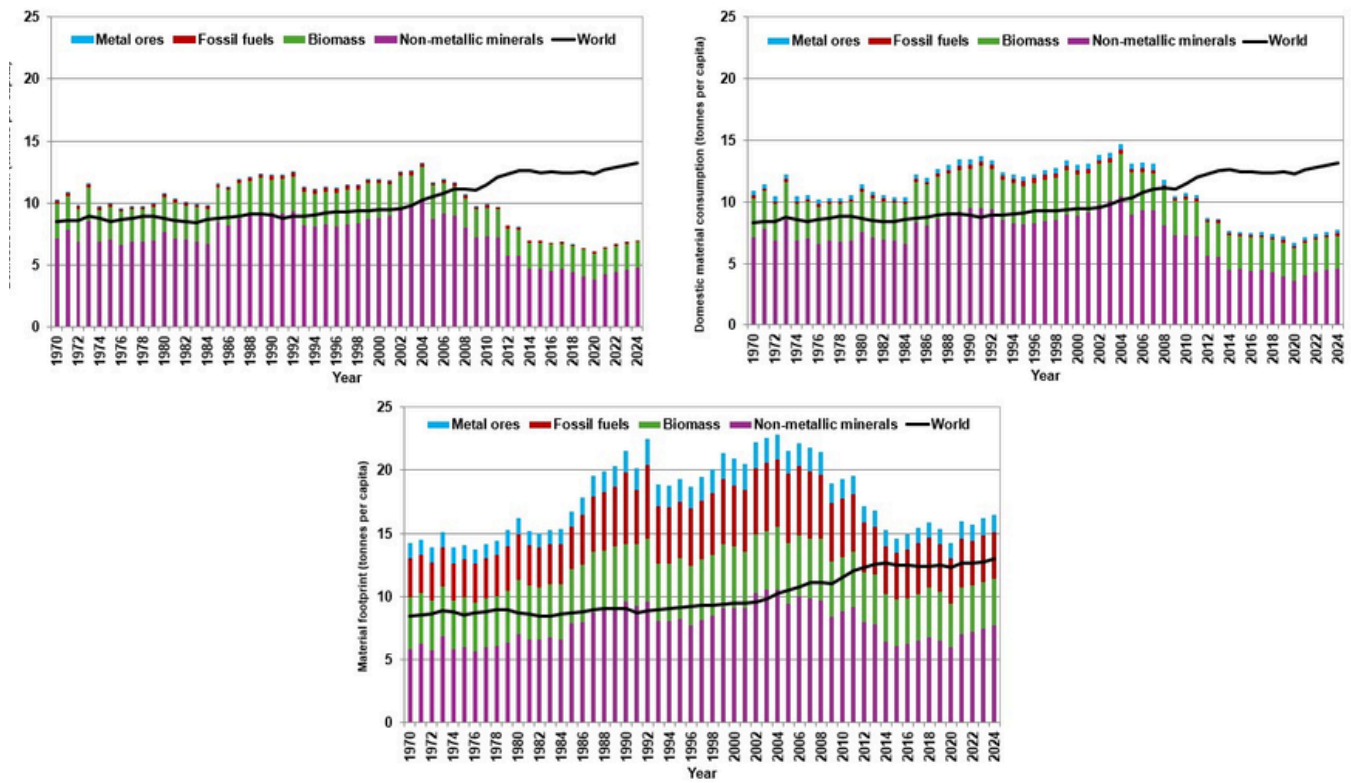 25
Metal ores Fossil fuels Biomass Non-metallic minerals World
20
15
10
5
0
1970 1972 1974 1976 1978 1980 1982 1984 1986 1988 1990 1992 1994 1996 1998 2000 2002 2004 2006 2008 2010 2012 2014 2016 2018 2020 2022 2024
Year
Domestic material consumption (tonnes per capita)
25
Metal ores Fossil fuels Biomass Non-metallic minerals World
20
15
10
5
0
1970 1972 1974 1976 1978 1980 1982 1984 1986 1988 1990 1992 1994 1996 1998 2000 2002 2004 2006 2008 2010 2012 2014 2016 2018 2020 2022 2024
Year
Material footprint (tonnes per capita)
25
Metal ores Fossil fuels Biomass Non-metallic minerals World
20
15
10
5
0
1970 1972 1974 1976 1978 1980 1982 1984 1986 1988 1990 1992 1994 1996 1998 2000 2002 2004 2006 2008 2010 2012 2014 2016 2018 2020 2022 2024
Year